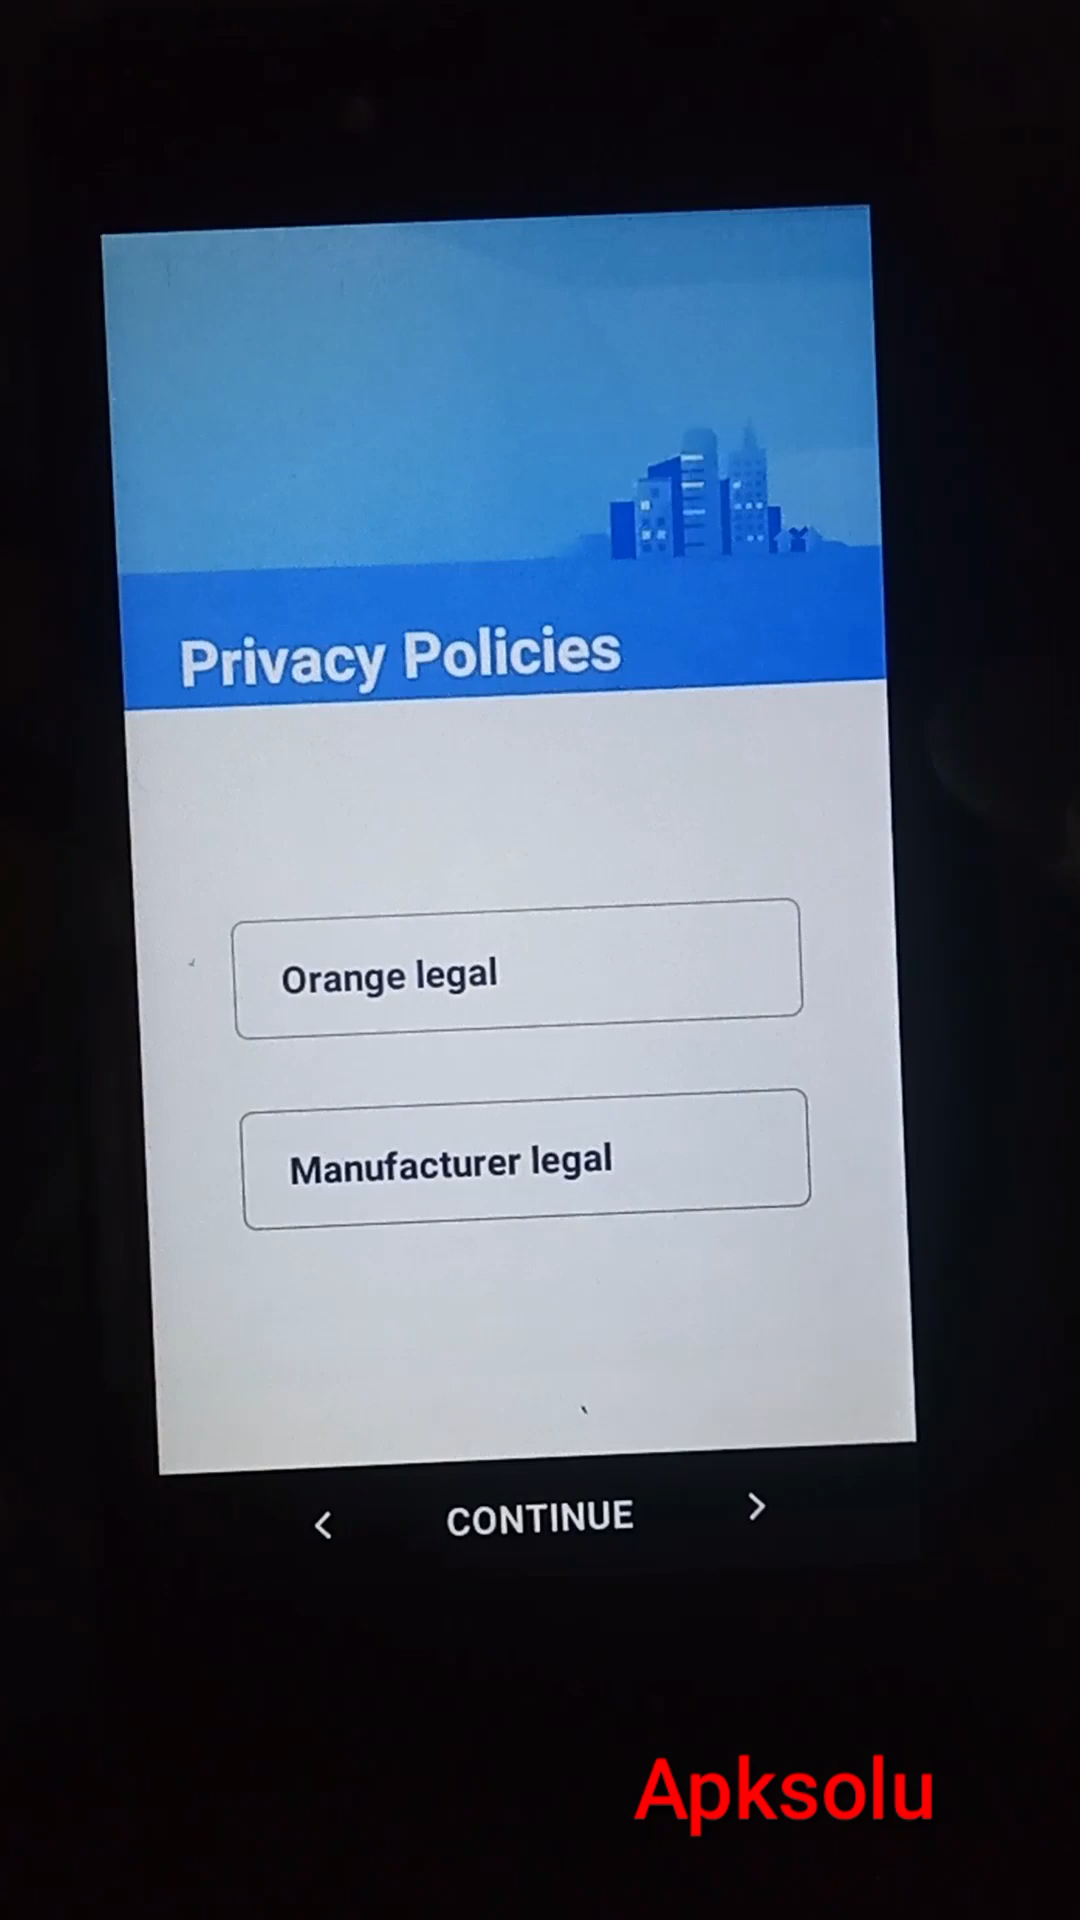 Privacy Policies
Orange legal
Manufacturer legal
< CONTINUE >
Apksolu